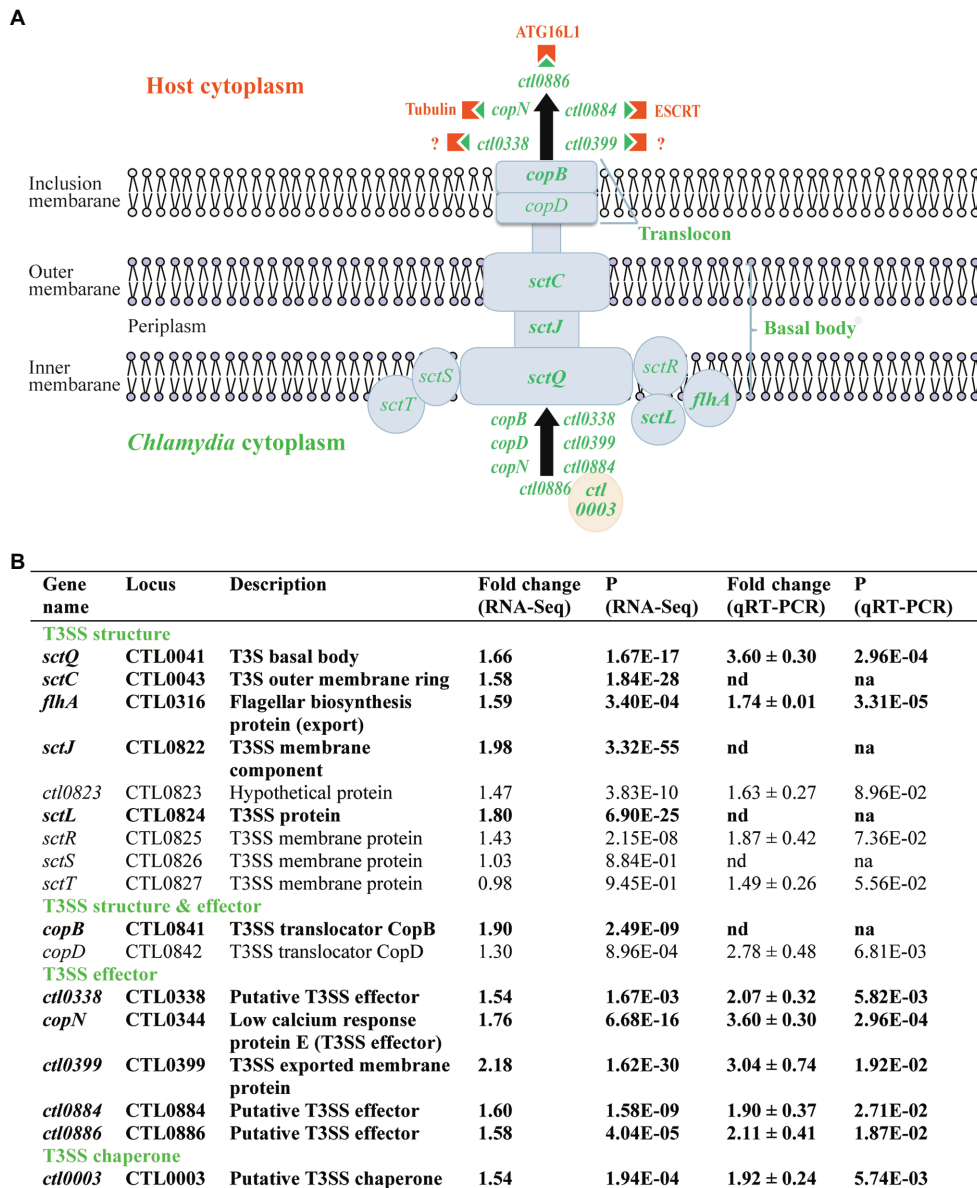 A
ATG16L1
Host cytoplasm
ctl0886
Tubulin copN ctl0884 ESCRT
? ctl0338 ctl0399 ?
Inclusion
membarane
copB
copD
Translocon
Outer
membarane
sctC
Periplasm
sctJ
Basal body
Inner
membarane
sctS
sctT
sctQ
sctR
sctL
flhA
Chlamydia cytoplasm
copB ctl0338
copD ctl0399
copN ctl0884
ctl0886
ctl
0003
B
Gene Locus Description Fold change P Fold change P
name (RNA-Seq) (RNA-Seq) (qRT-PCR) (qRT-PCR)
T3SS structure
sctQ CTL0041 T3S basal body 1.66 1.67E-17 3.60 ± 0.30 2.96E-04
sctC CTL0043 T3S outer membrane ring 1.58 1.84E-28 nd na
flhA CTL0316 Flagellar biosynthesis 1.59 3.40E-04 1.74 ± 0.01 3.31E-05
protein (export)
sctJ CTL0822 T3SS membrane 1.98 3.32E-55 nd na
component
ctl0823 CTL0823 Hypothetical protein 1.47 3.83E-10 1.63 ± 0.27 8.96E-02
sctL CTL0824 T3SS protein 1.80 6.90E-25 nd na
sctR CTL0825 T3SS membrane protein 1.43 2.15E-08 1.87 ± 0.42 7.36E-02
sctS CTL0826 T3SS membrane protein 1.03 8.84E-01 nd na
sctT CTL0827 T3SS membrane protein 0.98 9.45E-01 1.49 ± 0.26 5.56E-02
T3SS structure & effector
copB CTL0841 T3SS translocator CopB 1.90 2.49E-09 nd na
copD CTL0842 T3SS translocator CopD 1.30 8.96E-04 2.78 ± 0.48 6.81E-03
T3SS effector
ctl0338 CTL0338 Putative T3SS effector 1.54 1.67E-03 2.07 ± 0.32 5.82E-03
copN CTL0344 Low calcium response 1.76 6.68E-16 3.60 ± 0.30 2.96E-04
protein E (T3SS effector)
ctl0399 CTL0399 T3SS exported membrane 2.18 1.62E-30 3.04 ± 0.74 1.92E-02
protein
ctl0884 CTL0884 Putative T3SS effector 1.60 1.58E-09 1.90 ± 0.37 2.71E-02
ctl0886 CTL0886 Putative T3SS effector 1.58 4.04E-05 2.11 ± 0.41 1.87E-02
T3SS chaperone
ctl0003 CTL0003 Putative T3SS chaperone 1.54 1.94E-04 1.92 ± 0.24 5.74E-03